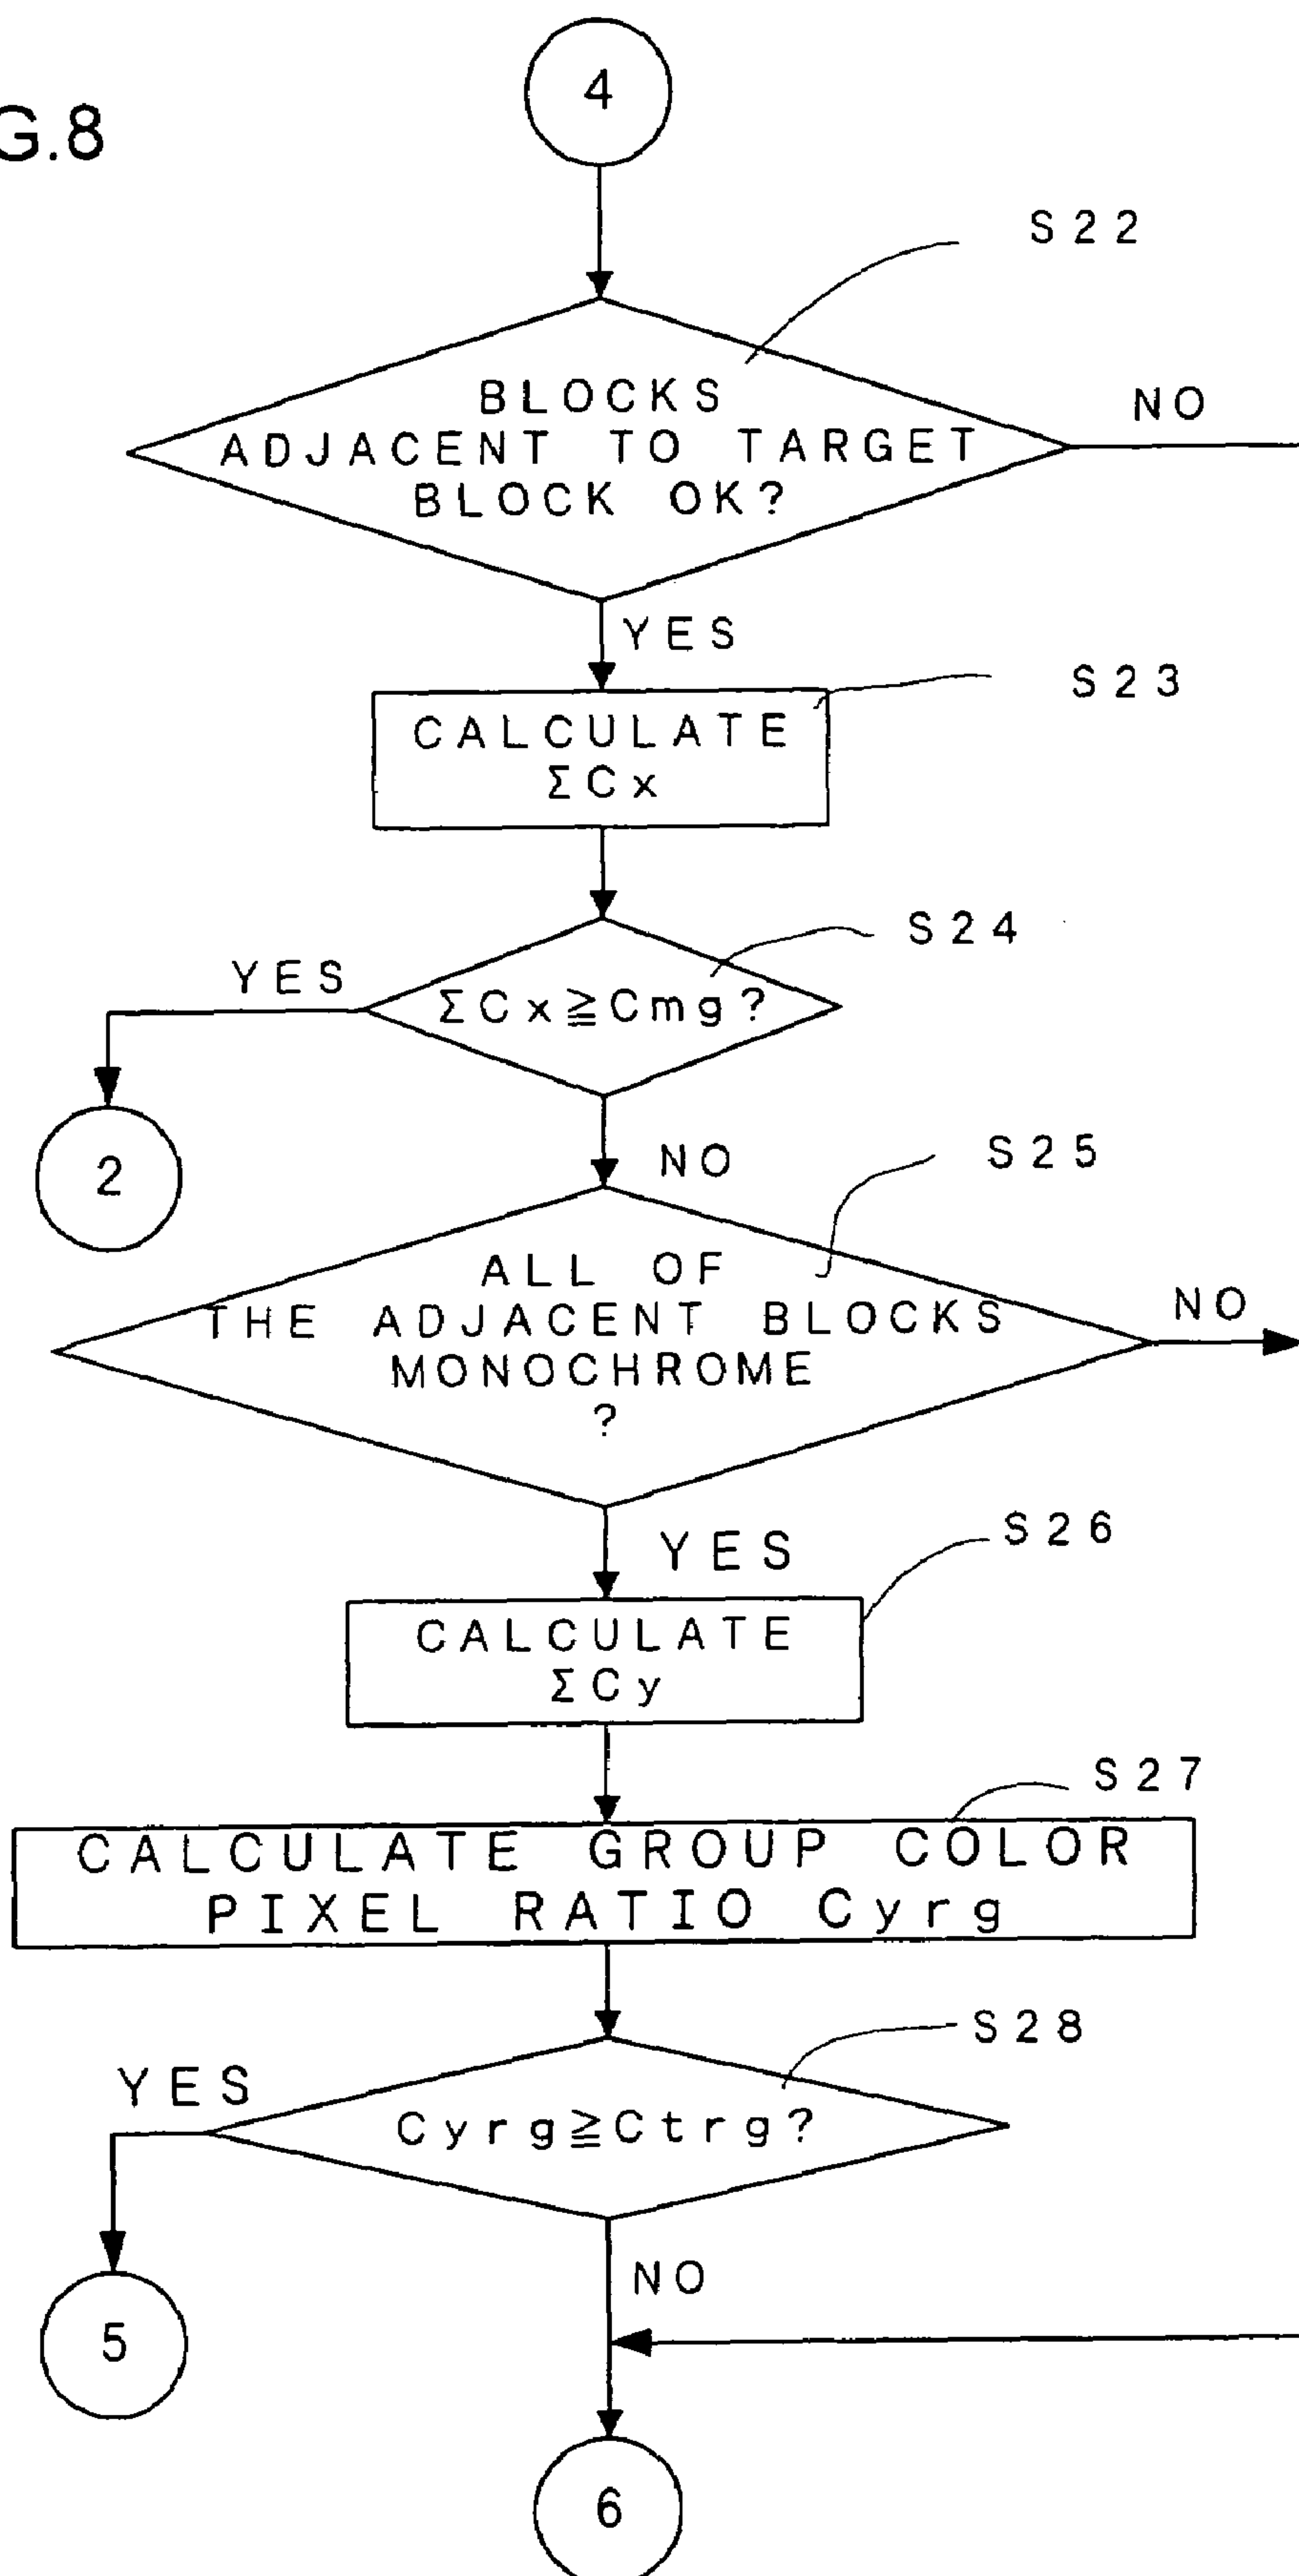 4
G.8
S22
BLOCKS
ADJACENT TO TARGET
BLOCK OK?
NO
YES
S23
CALCULATE
ΣCx
S24
YES
ΣCx≧Cmg?
2
NO
S25
ALL OF
THE ADJACENT BLOCKS
MONOCHROME
?
NO
YES
S26
CALCULATE
ΣCy
S27
CALCULATE GROUP COLOR
PIXEL RATIO Cyrg
S28
YES
Cyrg≧Ctrg?
NO
5
6